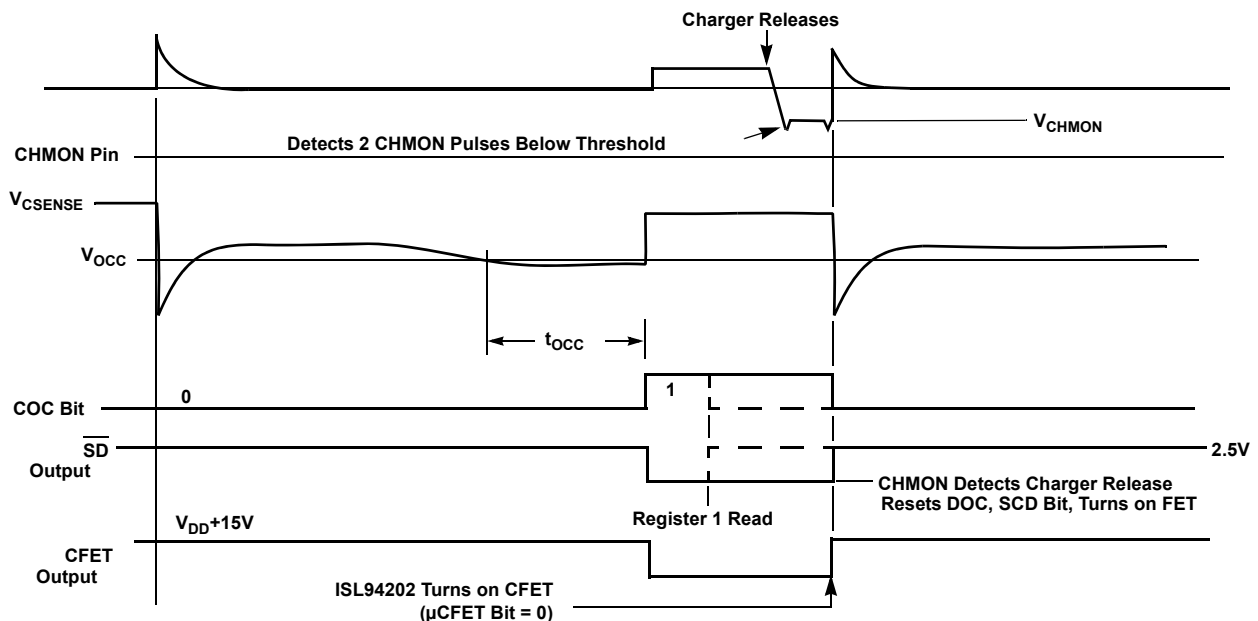 Charger Releases
V_CHMON
Detects 2 CHMON Pulses Below Threshold
CHMON Pin
V_CSENSE
V_OCC
t_OCC
0
1
COC Bit
SD
Output
2.5V
CHMON Detects Charger Release
Resets DOC, SCD Bit, Turns on FET
Register 1 Read
V_DD+15V
CFET
Output
ISL94202 Turns on CFET
(µCFET Bit = 0)